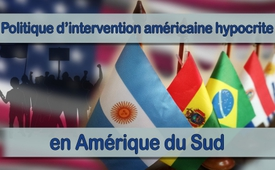 Politique d'intervention américaine hypocrite
en Amérique du Sud